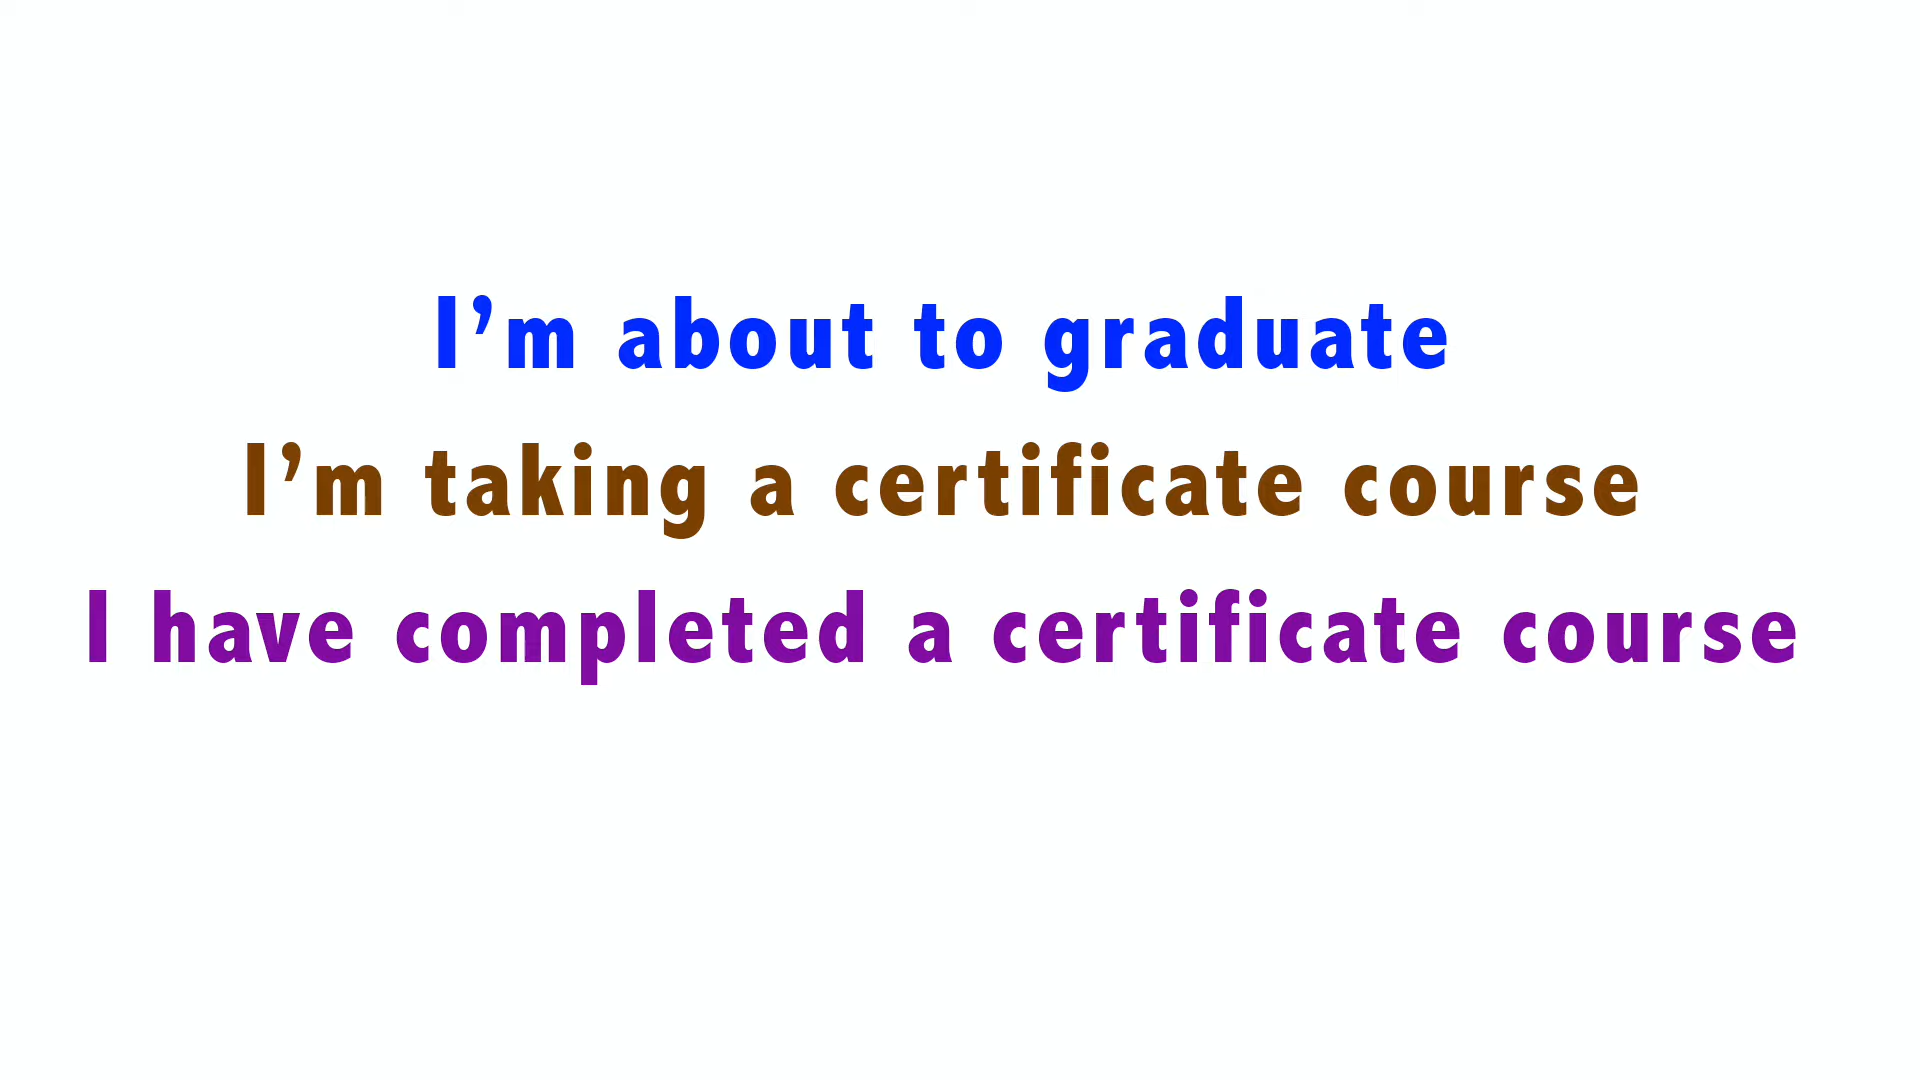 I’m about to graduate
I’m taking a certificate course
I have completed a certificate course